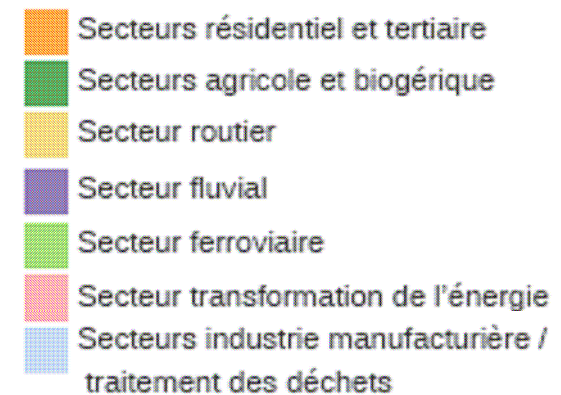 Secteurs résidentiel et tertiaire
Secteurs agricole et biogérique
Secteur routier
Secteur fluvial
Secteur ferroviaire
Secteur transformation de l'énergie
Secteurs industrie manufacturière /
traitement des déchets